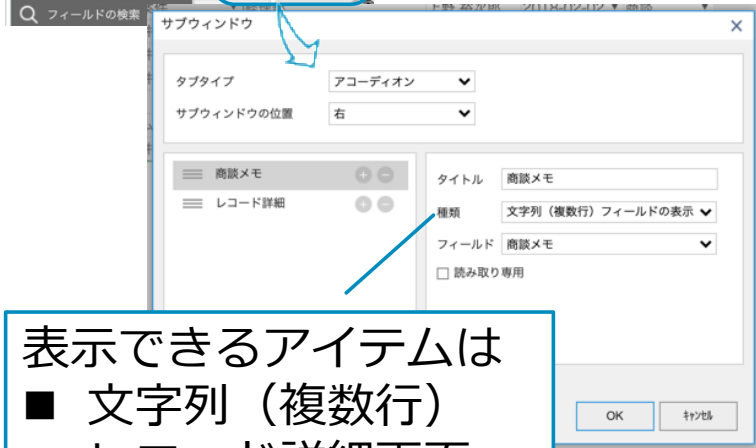 フィールドの検索
2018-02-02 ▼ 商談
サブウィンドウ
タブタイプ アコーディオン
サブウィンドウの位置 右
商談メモ
レコード詳細
タイトル 商談メモ
種類 文字列（複数行）フィールドの表示
フィールド 商談メモ
読み取り専用
OK ｷｬﾝｾﾙ
表示できるアイテムは
■ 文字列（複数行）